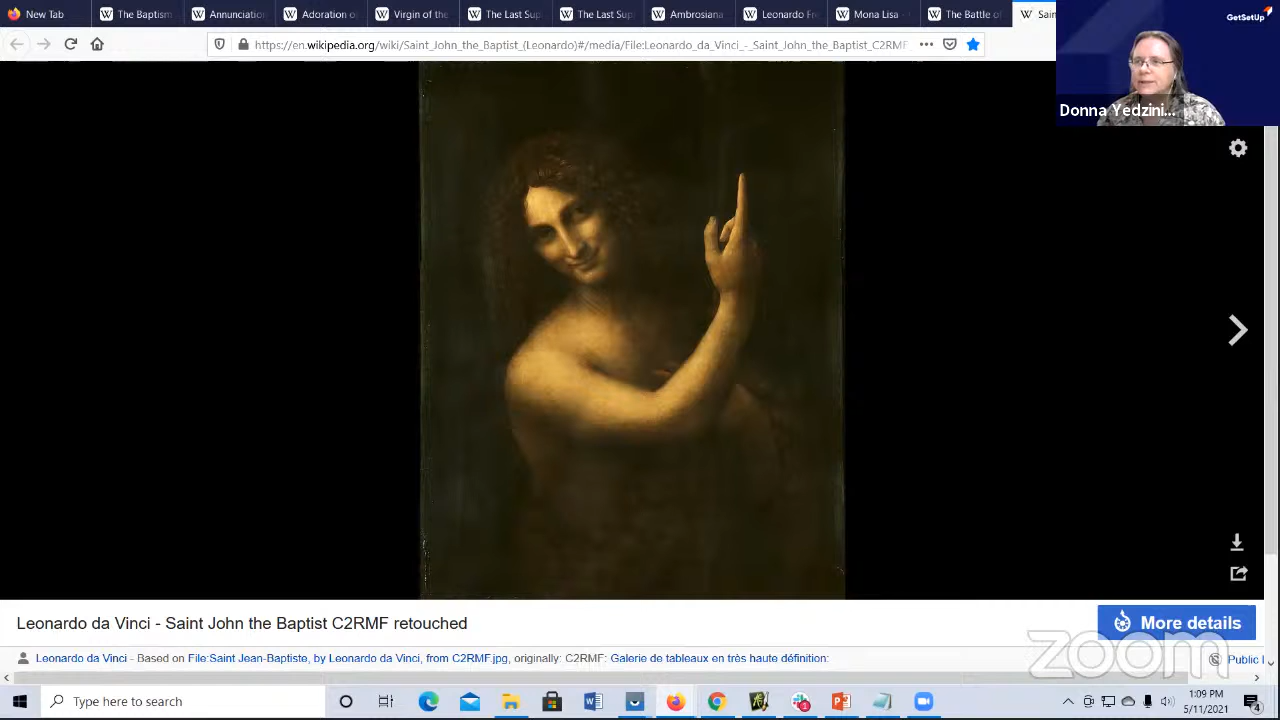 New Tab
The Baptism
Annunciation
Adoration
Virgin of the
The Last Sup
The Last Sup
Ambrosiana
Leonardo Fre
Mona Lisa -
The Battle of
Sain
GetSetUp
https://en.wikipedia.org/wiki/Saint_John_the_Baptist_(Leonardo)#/media/File:Leonardo_da_Vinci_-_Saint_John_the_Baptist_C2RMF
Donna Yedzini...
Leonardo da Vinci - Saint John the Baptist C2RMF retouched
More details
zoom
Leonardo da Vinci - Based on File:Saint Jean-Baptiste, by Leonardo da Vinci, from C2RMF.jpg, originally: C2RMF: Galerie de tableaux en très haute définition:
Public
Type here to search
1:09 PM
5/11/2021
4